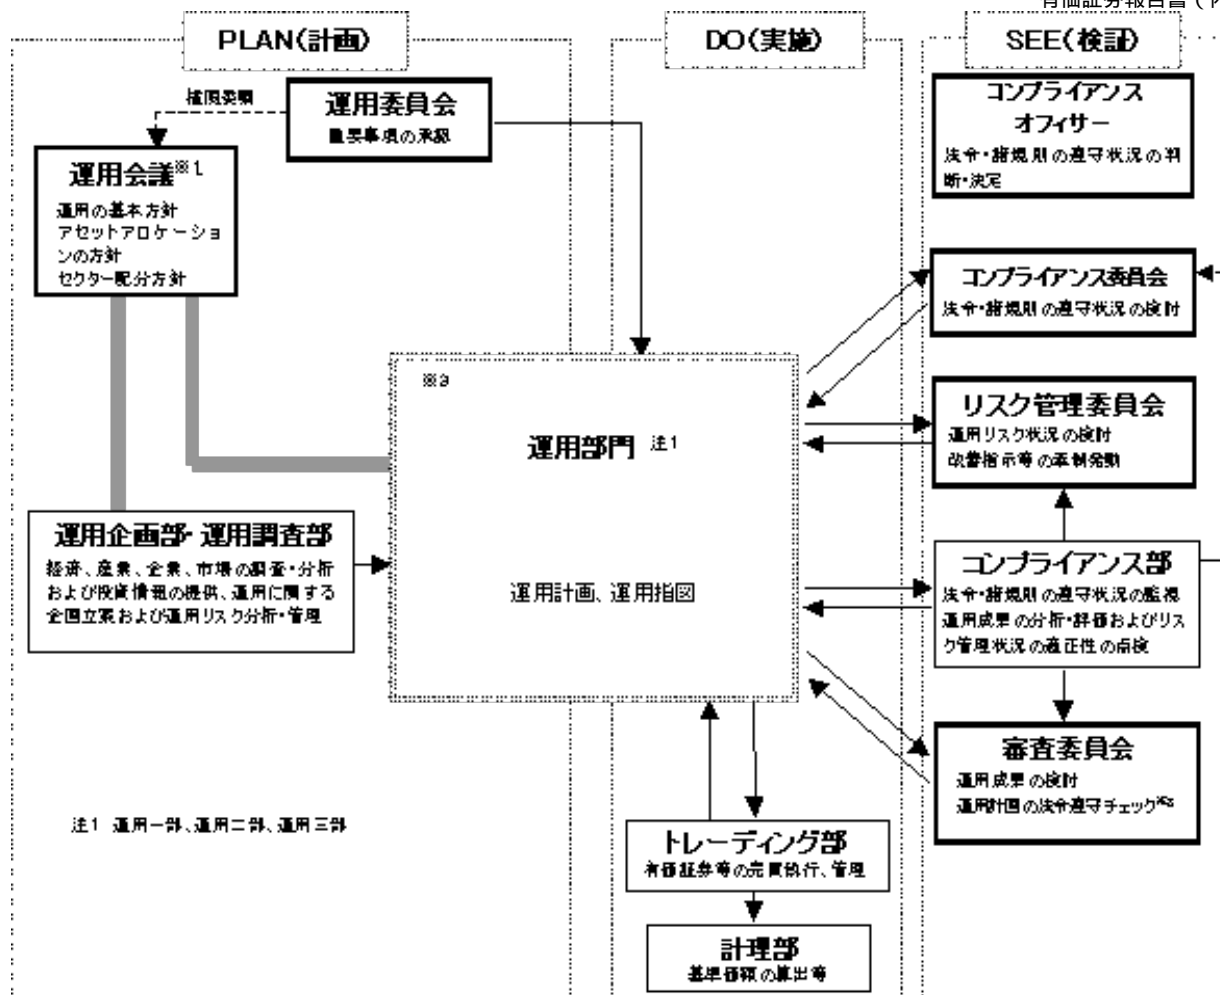 PLAN(計画)
DO(実施)
SEE(検証)
権限委譲
運用委員会
重要事項の承認
運用会議※1
運用の基本方針
アセットアロケーショ
ンの方針
セクター配分方針
コンプライアンス
オフィサー
法令・諸規則の遵守状況の判
断・決定
コンプライアンス委員会
法令・諸規則の遵守状況の検討
リスク管理委員会
運用リスク状況の検討
改善指示等の牽制発動
運用部門 注1
運用計画、運用指図
運用企画部・運用調査部
経済、産業、企業、市場の調査・分析
および投資情報の提供、運用に関する
企画立案および運用リスク分析・管理
コンプライアンス部
法令・諸規則の遵守状況の監視
運用成果の分析・評価およびリス
ク管理状況の適正性の点検
審査委員会
運用成果の検討
運用計画の法令遵守チェック
注1 運用一部、運用二部、運用三部
トレーディング部
有価証券等の売買執行、管理
計理部
基準価額の算出等